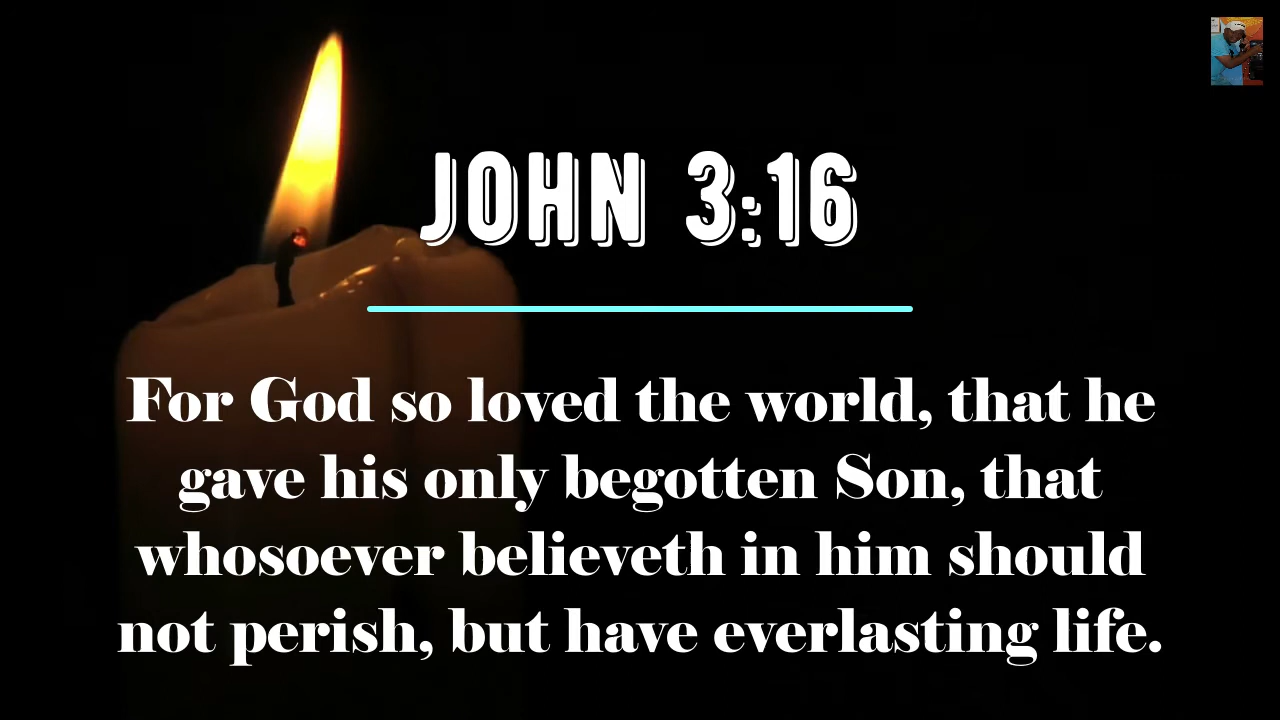 JOHN 3:16
For God so loved the world, that he
gave his only begotten Son, that
whosoever believeth in him should
not perish, but have everlasting life.